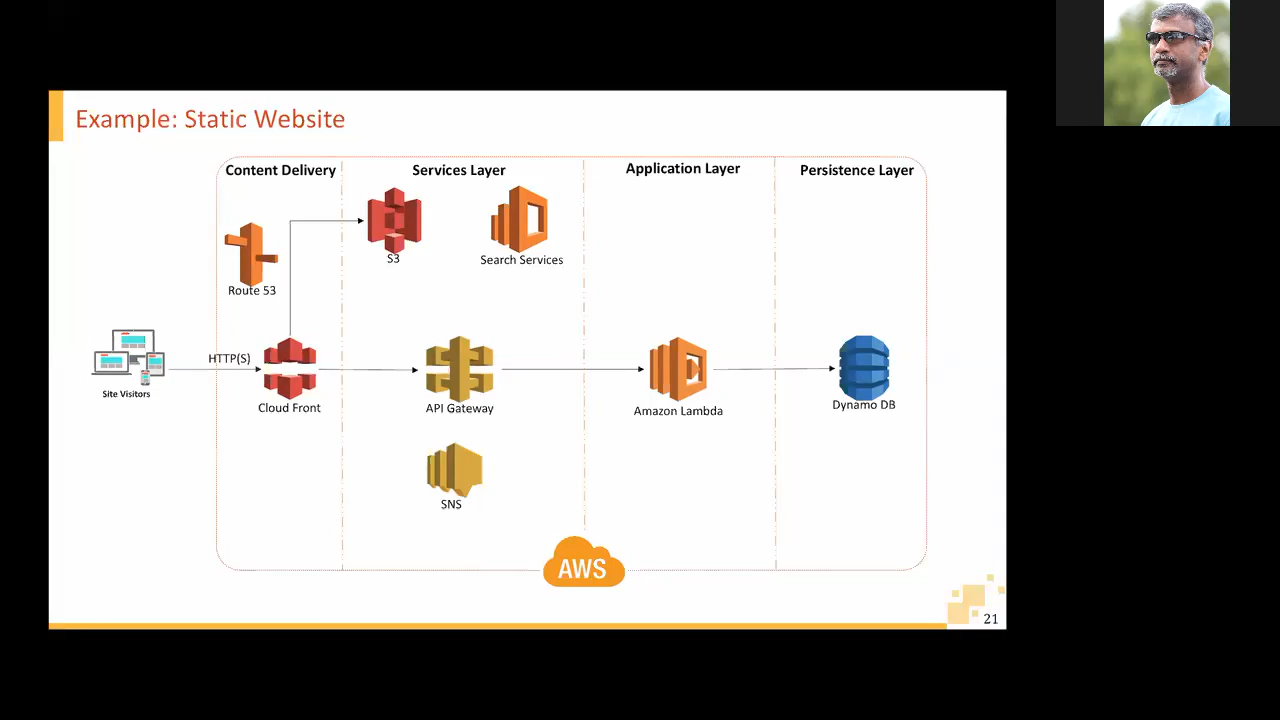 Example: Static Website
Content Delivery
Services Layer
Application Layer
Persistence Layer
Route 53
S3
Search Services
HTTP(S)
Site Visitors
Cloud Front
API Gateway
Amazon Lambda
Dynamo DB
SNS
AWS
21